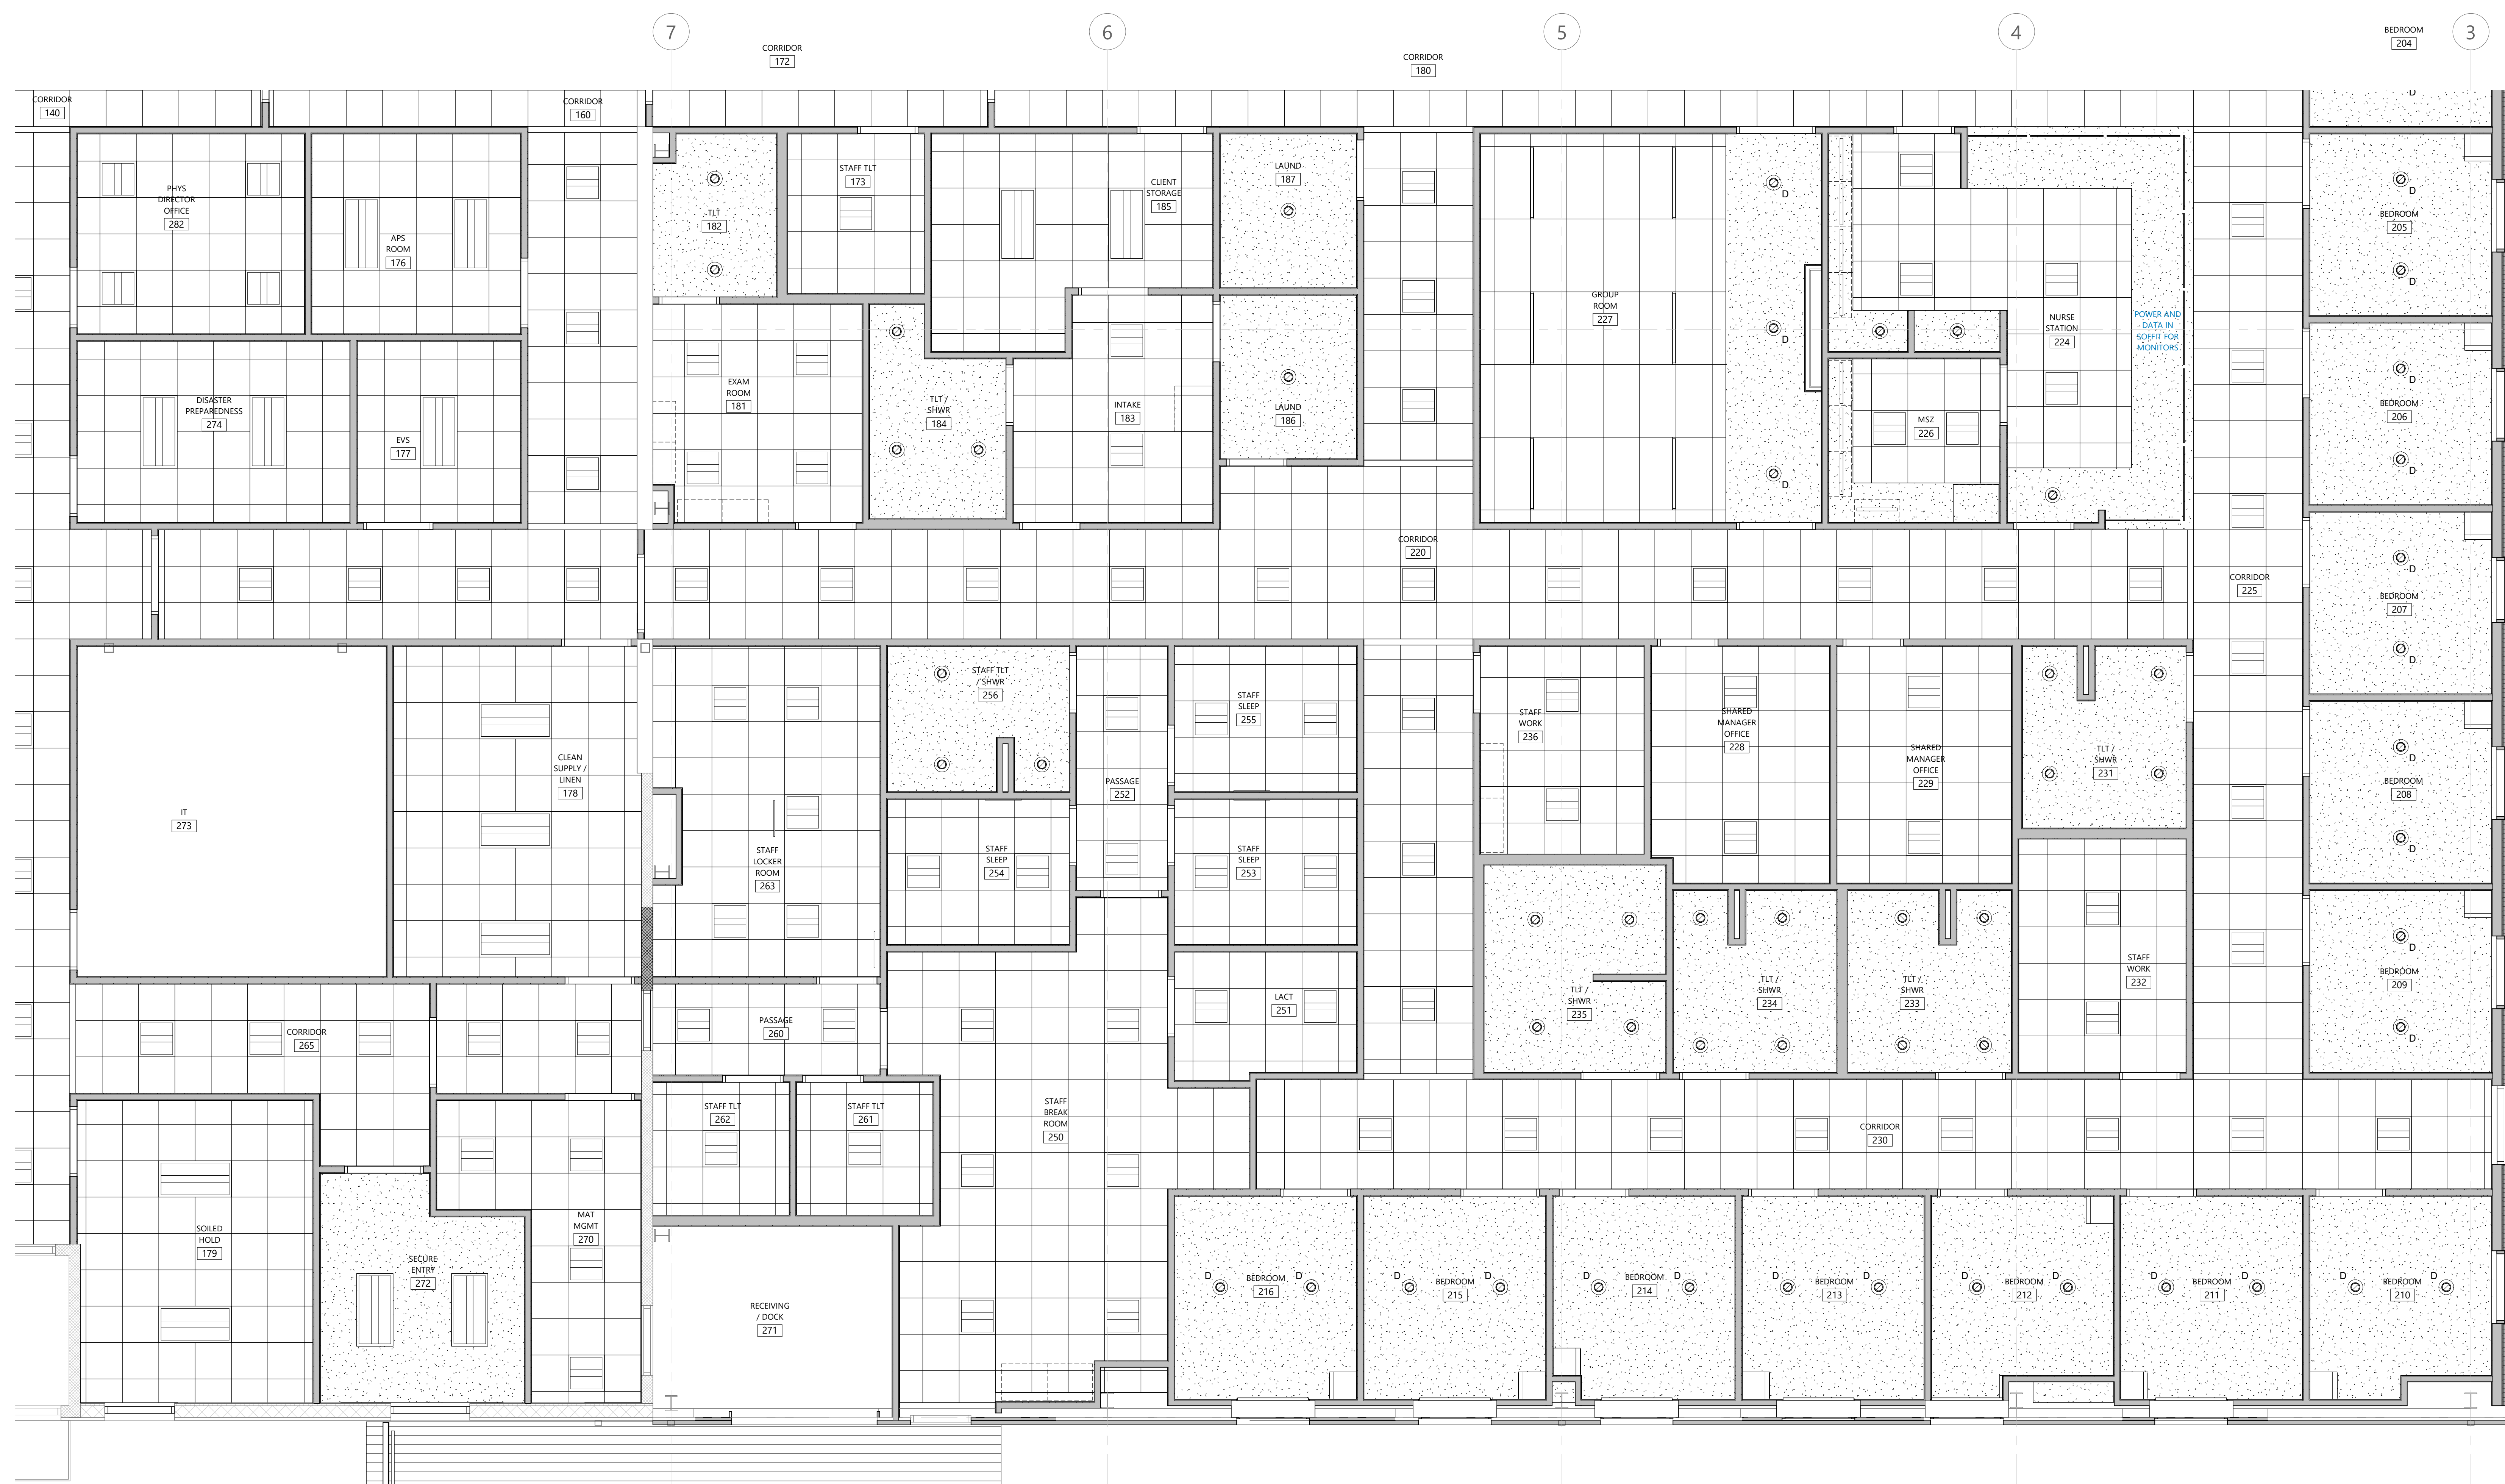 7
6
5
4
3
CORRIDOR
172
CORRIDOR
180
BEDROOM
204
CORRIDOR
140
CORRIDOR
160
D
PHYS
DIRECTOR
OFFICE
282
APS
ROOM
176
TLT
182
STAFF TLT
173
CLIENT
STORAGE
185
LAUND
187
D
D
BEDROOM
205
D
GROUP
ROOM
227
D
NURSE
STATION
224
POWER AND
DATA IN
SOFFIT FOR
MONITORS
DISASTER
PREPAREDNESS
274
EVS
177
EXAM
ROOM
181
TLT /
SHWR
184
INTAKE
183
LAUND
186
D
MSZ
226
D
BEDROOM
206
D
CORRIDOR
220
CORRIDOR
225
D
BEDROOM
207
D
IT
273
CLEAN
SUPPLY /
LINEN
178
STAFF
LOCKER
ROOM
263
STAFF TLT
/ SHWR
256
PASSAGE
252
STAFF
SLEEP
255
STAFF
SLEEP
254
STAFF
SLEEP
253
STAFF
WORK
236
SHARED
MANAGER
OFFICE
228
SHARED
MANAGER
OFFICE
229
TLT /
SHWR
231
D
BEDROOM
208
D
CORRIDOR
265
PASSAGE
260
LACT
251
TLT /
SHWR
235
TLT /
SHWR
234
TLT /
SHWR
233
STAFF
WORK
232
D
BEDROOM
209
D
STAFF TLT
262
STAFF TLT
261
STAFF
BREAK
ROOM
250
CORRIDOR
230
SOILED
HOLD
179
SECURE
ENTRY
272
MAT
MGMT
270
RECEIVING
/ DOCK
271
D
BEDROOM
216
D
D
BEDROOM
215
D
D
BEDROOM
214
D
D
BEDROOM
213
D
D
BEDROOM
212
D
D
BEDROOM
211
D
D
BEDROOM
210
D